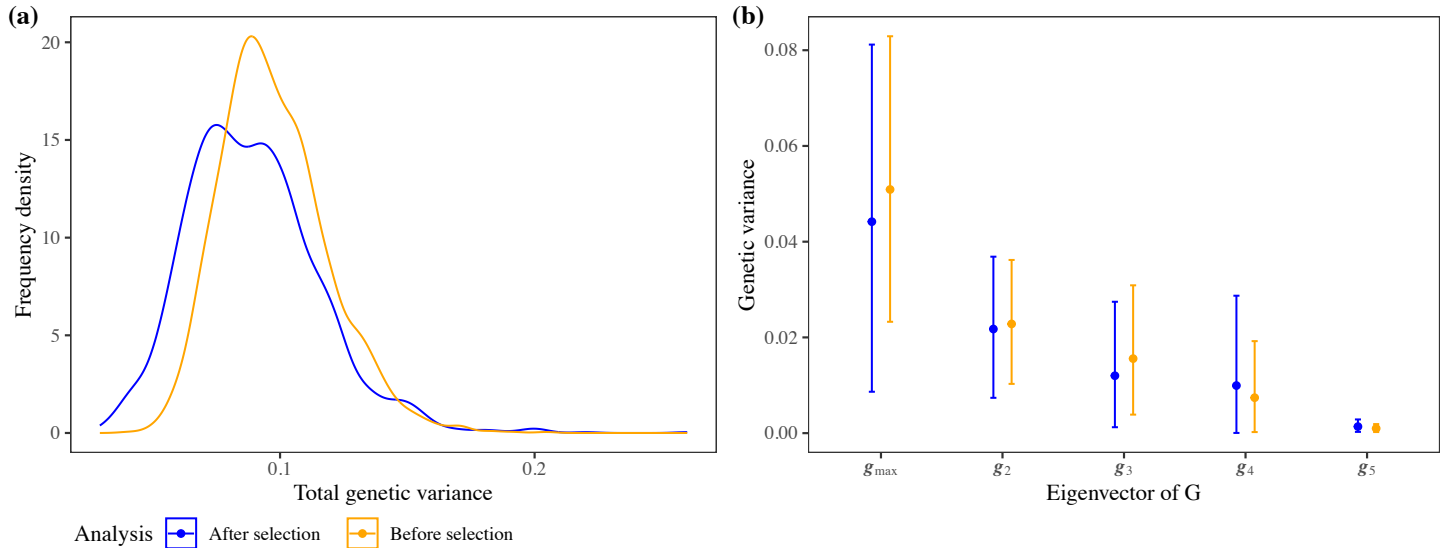 (a)
(b)
Frequency density
20
15
10
5
0
0.1
0.2
Total genetic variance
Genetic variance
0.08
0.06
0.04
0.02
0.00
gmax
g2
g3
g4
g5
Eigenvector of G
Analysis After selection Before selection